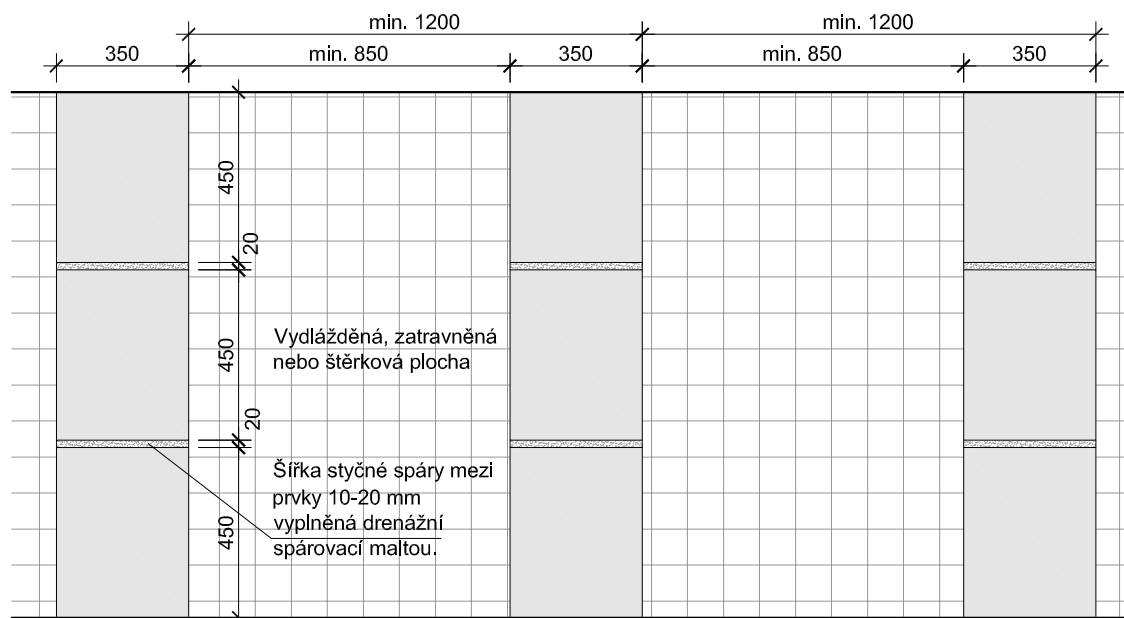 min. 1200
min. 1200
350
min. 850
350
min. 850
350
450
20
450
Vydlážděná, zatravněná
nebo štěrková plocha
20
Šířka styčné spáry mezi
prvky 10-20 mm
vyplněná drenážní
spárovací maltou.
450